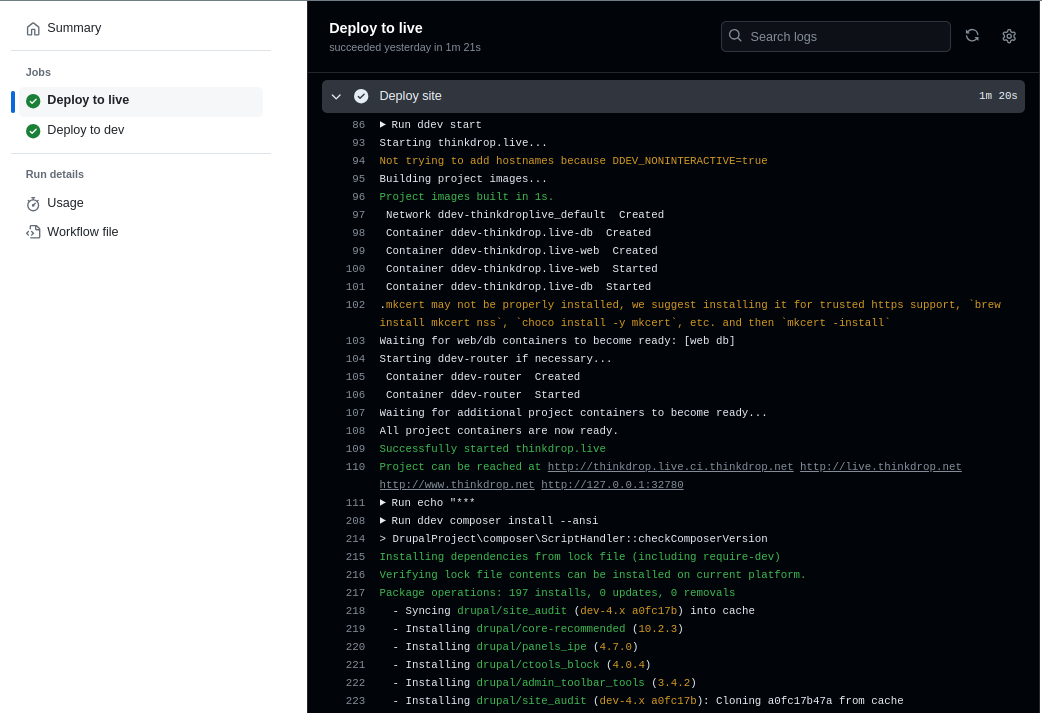 Summary
Jobs
Deploy to live
Deploy to dev
Run details
Usage
Workflow file
Deploy to live
succeeded yesterday in 1m 21s
Search logs
Deploy site 1m 20s
86 Run ddev start
93 Starting thinkdrop.live...
94 Not trying to add hostnames because DDEV_NONINTERACTIVE=true
95 Building project images...
96 Project images built in 1s.
97 Network ddev-thinkdroplive_default  Created
98 Container ddev-thinkdrop.live-db  Created
99 Container ddev-thinkdrop.live-web  Created
100 Container ddev-thinkdrop.live-web  Started
101 Container ddev-thinkdrop.live-db  Started
102 .mkcert may not be properly installed, we suggest installing it for trusted https support, `brew
install mkcert nss`, `choco install -y mkcert`, etc. and then `mkcert -install`
103 Waiting for web/db containers to become ready: [web db]
104 Starting ddev-router if necessary...
105 Container ddev-router  Created
106 Container ddev-router  Started
107 Waiting for additional project containers to become ready...
108 All project containers are now ready.
109 Successfully started thinkdrop.live
110 Project can be reached at http://thinkdrop.live.ci.thinkdrop.net http://live.thinkdrop.net
http://www.thinkdrop.net http://127.0.0.1:32780
111 Run echo "***
208 Run ddev composer install --ansi
214 > DrupalProject\composer\ScriptHandler::checkComposerVersion
215 Installing dependencies from lock file (including require-dev)
216 Verifying lock file contents can be installed on current platform.
217 Package operations: 197 installs, 0 updates, 0 removals
218 - Syncing drupal/site_audit (dev-4.x a0fc17b) into cache
219 - Installing drupal/core-recommended (10.2.3)
220 - Installing drupal/panels_ipe (4.7.0)
221 - Installing drupal/ctools_block (4.0.4)
222 - Installing drupal/admin_toolbar_tools (3.4.2)
223 - Installing drupal/site_audit (dev-4.x a0fc17b): Cloning a0fc17b47a from cache